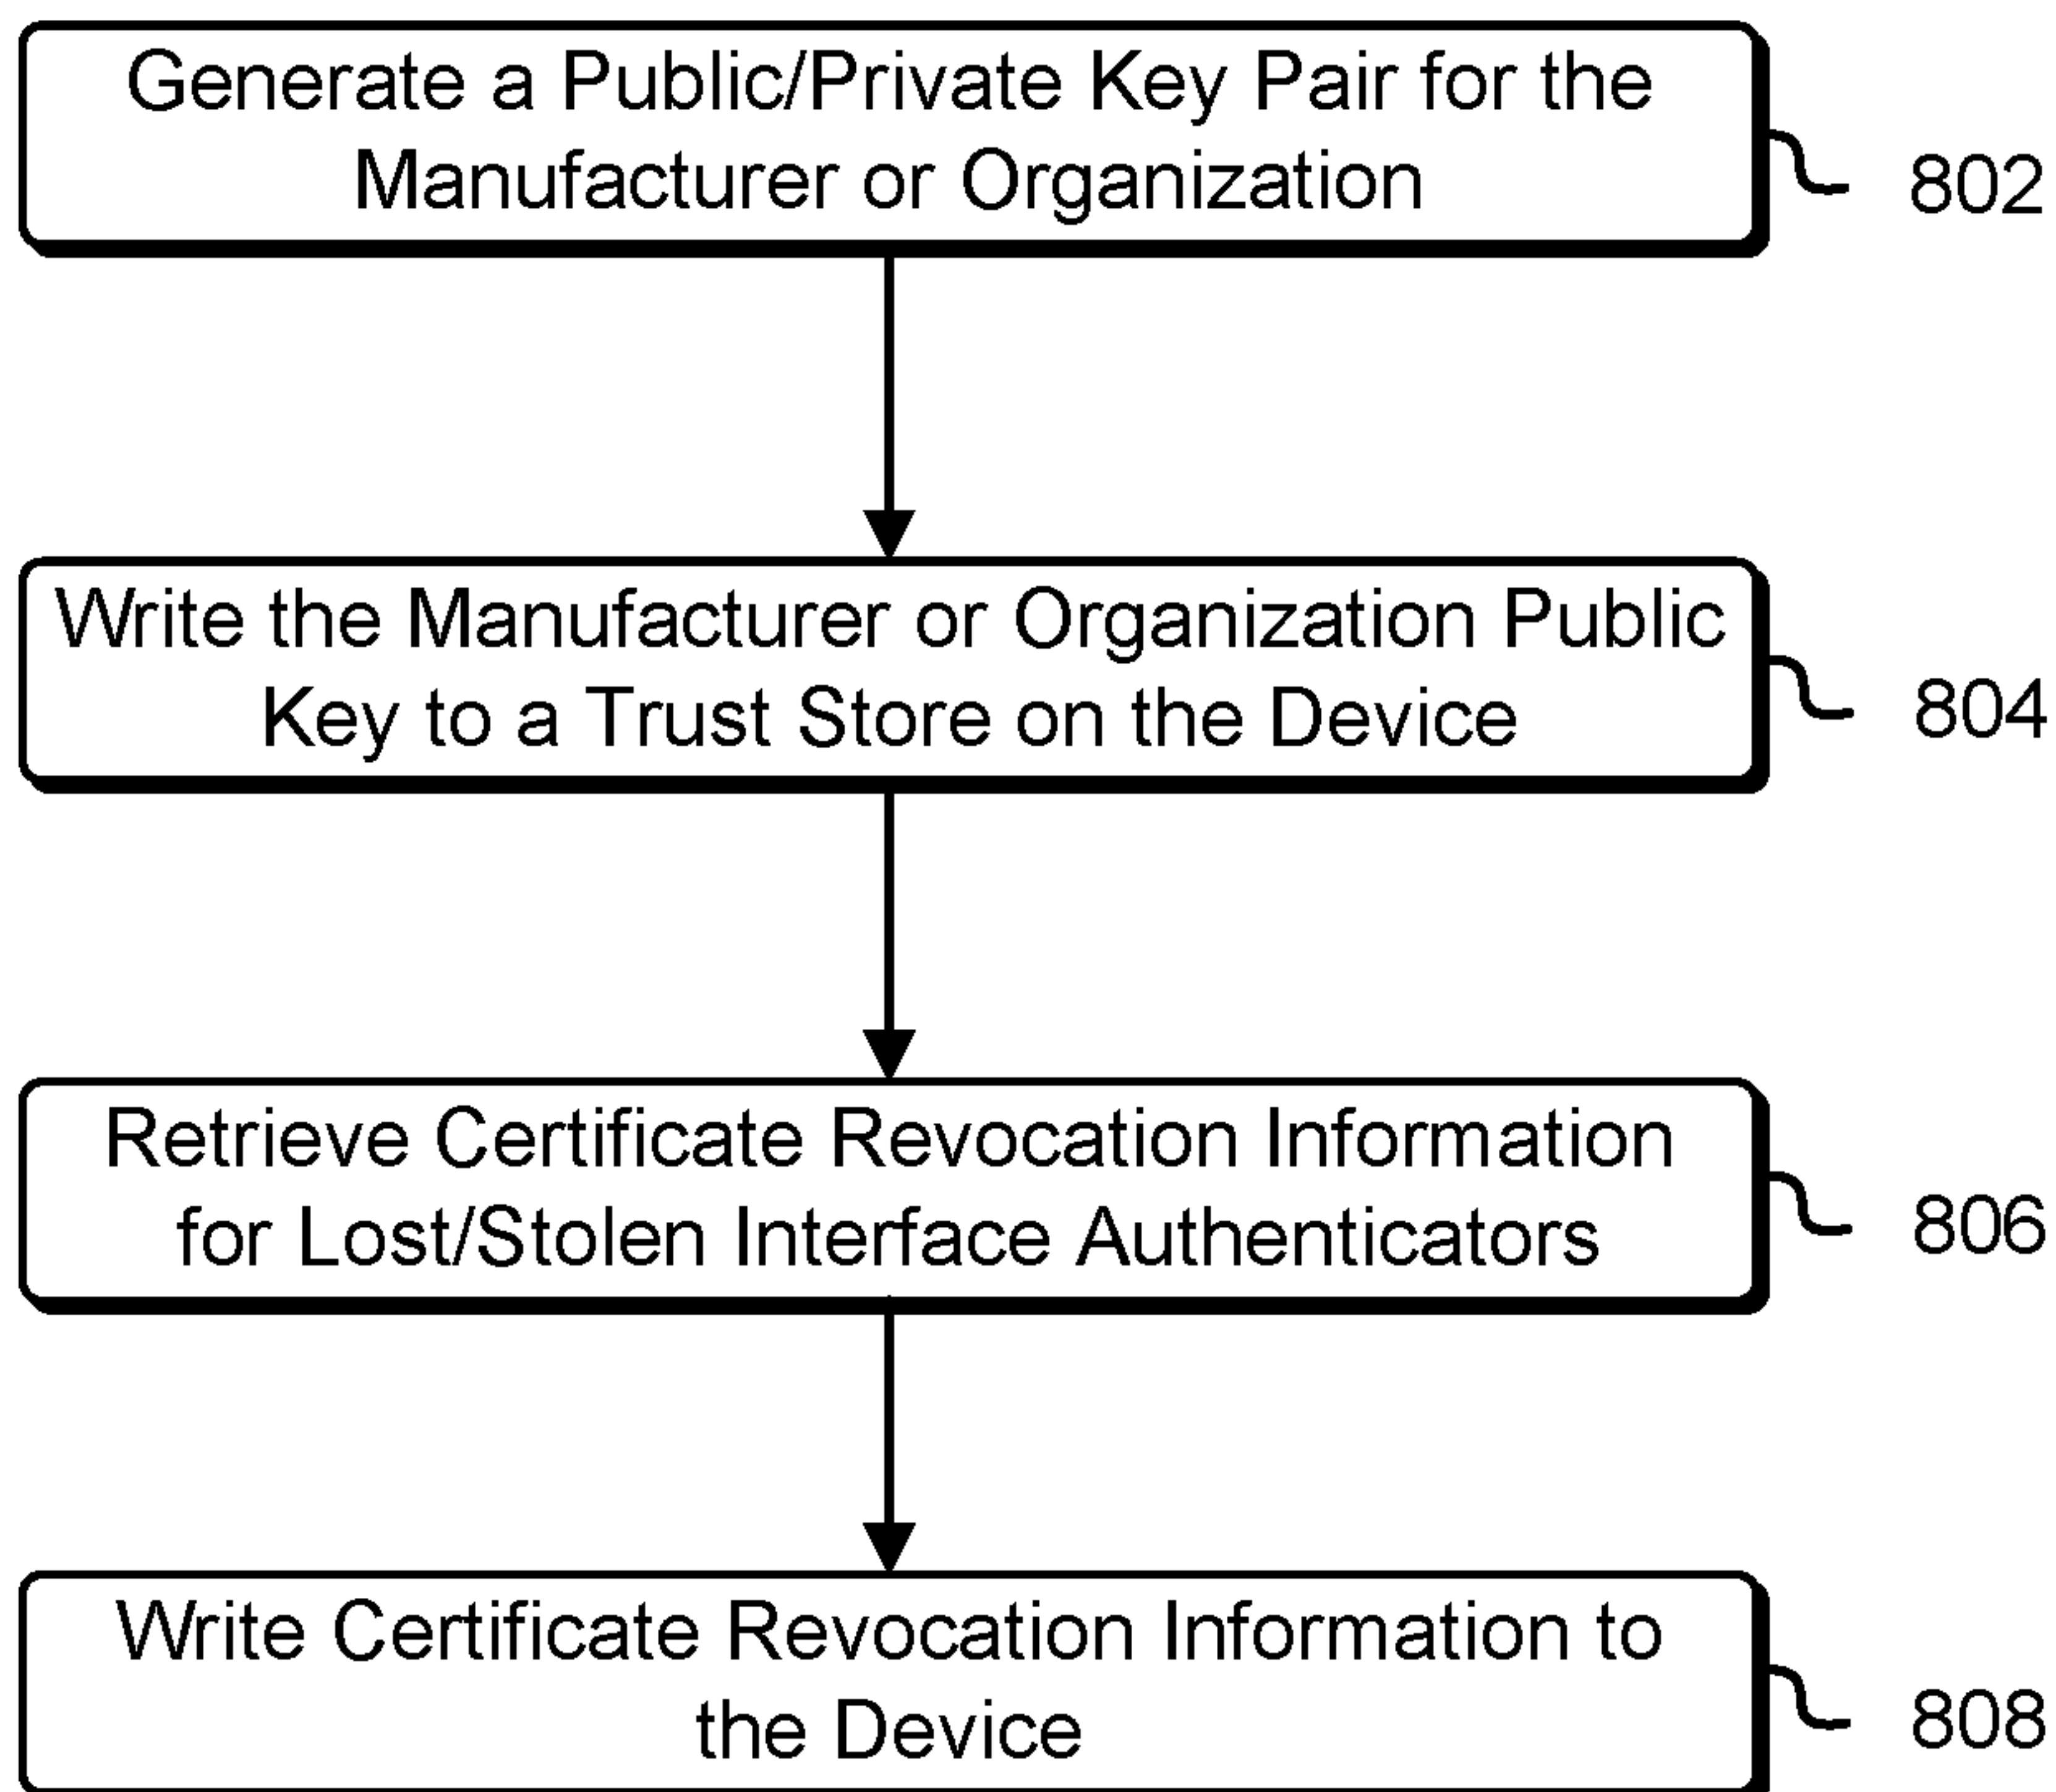 Generate a Public/Private Key Pair for the
Manufacturer or Organization
802
Write the Manufacturer or Organization Public
Key to a Trust Store on the Device
804
Retrieve Certificate Revocation Information
for Lost/Stolen Interface Authenticators
806
Write Certificate Revocation Information to
the Device
808